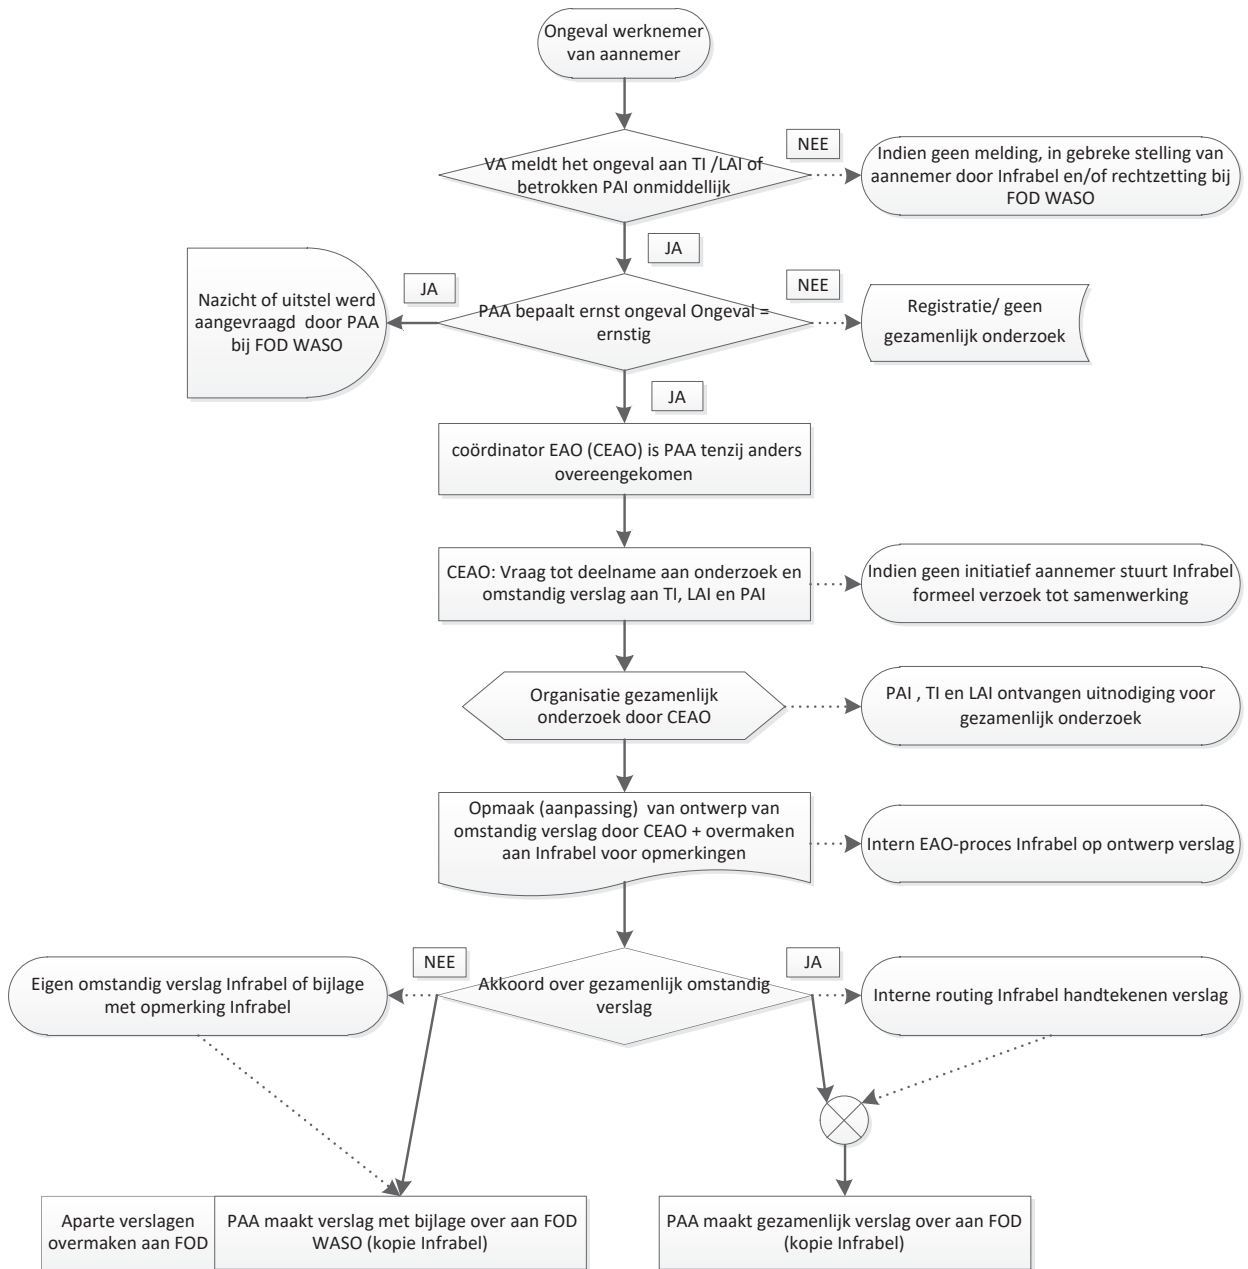 Ongeval werknemer
van aannemer
NEE
VA meldt het ongeval aan TI /LAI of
betrokken PAI onmiddellijk
Indien geen melding, in gebreke stelling van
aannemer door Infrabel en/of rechtzetting bij
FOD WASO
JA
JA
NEE
Nazicht of uitstel werd
aangevraagd door PAA
bij FOD WASO
PAA bepaalt ernst ongeval Ongeval =
ernstig
Registratie/ geen
gezamenlijk onderzoek
JA
coördinator EAO (CEAO) is PAA tenzij anders
overeengekomen
CEAO: Vraag tot deelname aan onderzoek en
omstandig verslag aan TI, LAI en PAI
Indien geen initiatief aannemer stuurt Infrabel
formeel verzoek tot samenwerking
Organisatie gezamenlijk
onderzoek door CEAO
PAI , TI en LAI ontvangen uitnodiging voor
gezamenlijk onderzoek
Opmaak (aanpassing) van ontwerp van
omstandig verslag door CEAO + overmaken
aan Infrabel voor opmerkingen
Intern EAO-proces Infrabel op ontwerp verslag
NEE
JA
Eigen omstandig verslag Infrabel of bijlage
met opmerking Infrabel
Akkoord over gezamenlijk omstandig
verslag
Interne routing Infrabel handtekenen verslag
Aparte verslagen
overmaken aan FOD
PAA maakt verslag met bijlage over aan FOD
WASO (kopie Infrabel)
PAA maakt gezamenlijk verslag over aan FOD
(kopie Infrabel)